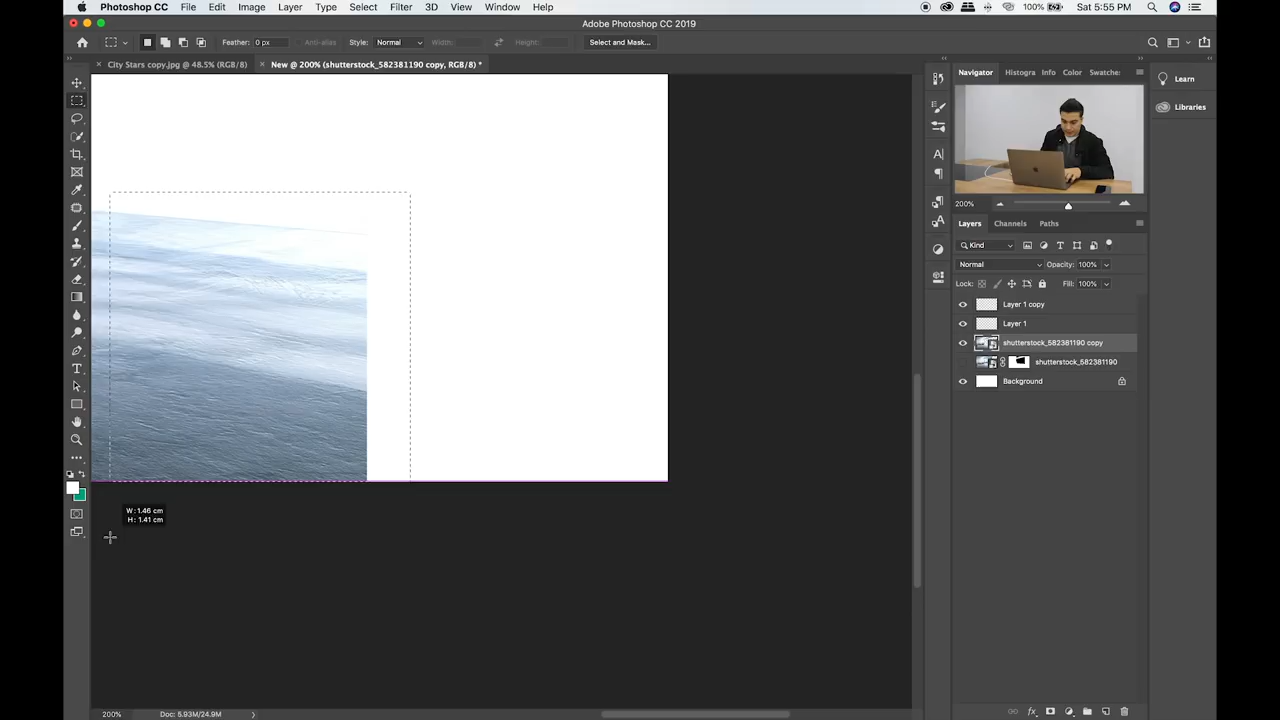 Photoshop CC File Edit Image Layer Type Select Filter 3D View Window Help 100% Sat 5:55 PM
Adobe Photoshop CC 2019
Feather: 0 px Anti-alias Style: Normal Width: Height: Select and Mask...
City Stars copy.jpg @ 48.5% (RGB/8) New @ 200% (shutterstock_582381190 copy, RGB/8) *
Navigator Histogra Info Color Swatche:
Learn
Libraries
200%
Layers Channels Paths
Kind
Normal Opacity: 100%
Lock: Fill: 100%
Layer 1 copy
Layer 1
shutterstock_582381190 copy
shutterstock_582381190
Background
W: 1.46 cm
H: 1.41 cm
200% Doc: 5.93M/24.9M